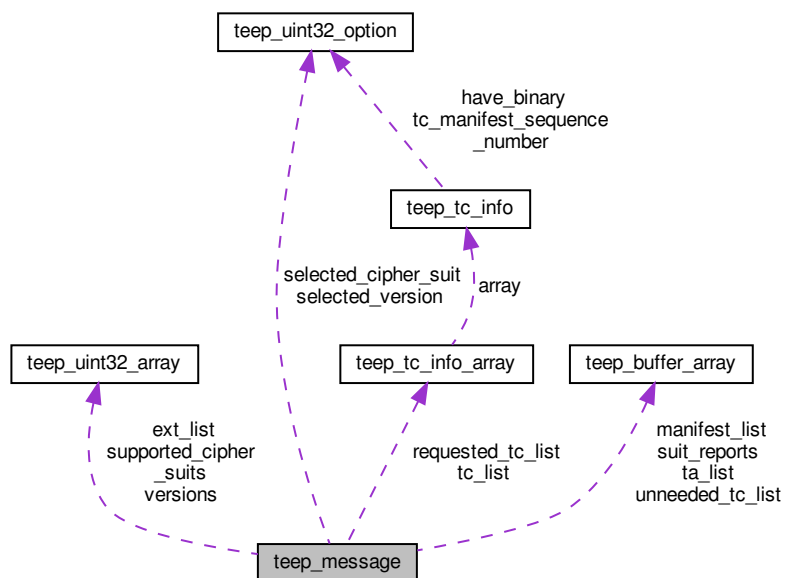 teep_uint32_option
have_binary
tc_manifest_sequence
_number
teep_tc_info
selected_cipher_suit
selected_version
array
teep_uint32_array
teep_tc_info_array
teep_buffer_array
ext_list
supported_cipher
_suits
versions
requested_tc_list
tc_list
manifest_list
suit_reports
ta_list
unneeded_tc_list
teep_message